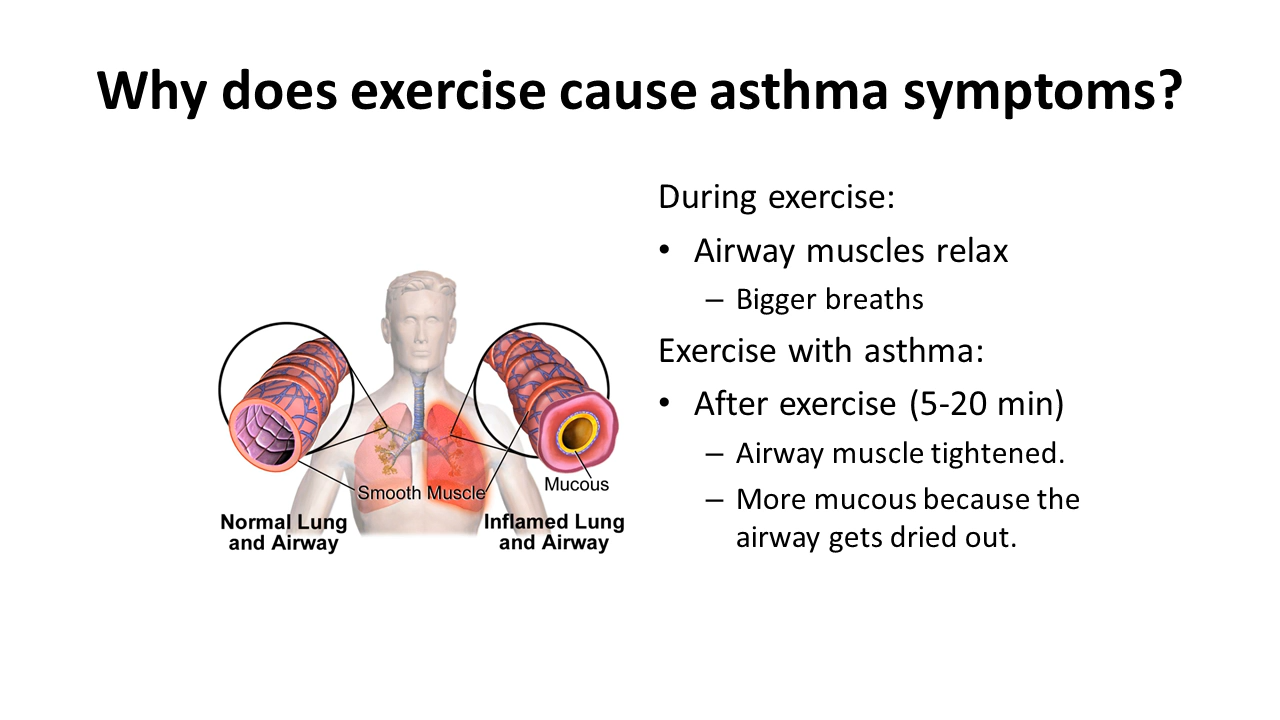 Why does exercise cause asthma symptoms?
During exercise:
• Airway muscles relax
– Bigger breaths
Exercise with asthma:
• After exercise (5-20 min)
– Airway muscle tightened.
– More mucous because the
airway gets dried out.
Smooth Muscle
Mucous
Normal Lung
and Airway
Inflamed Lung
and Airway